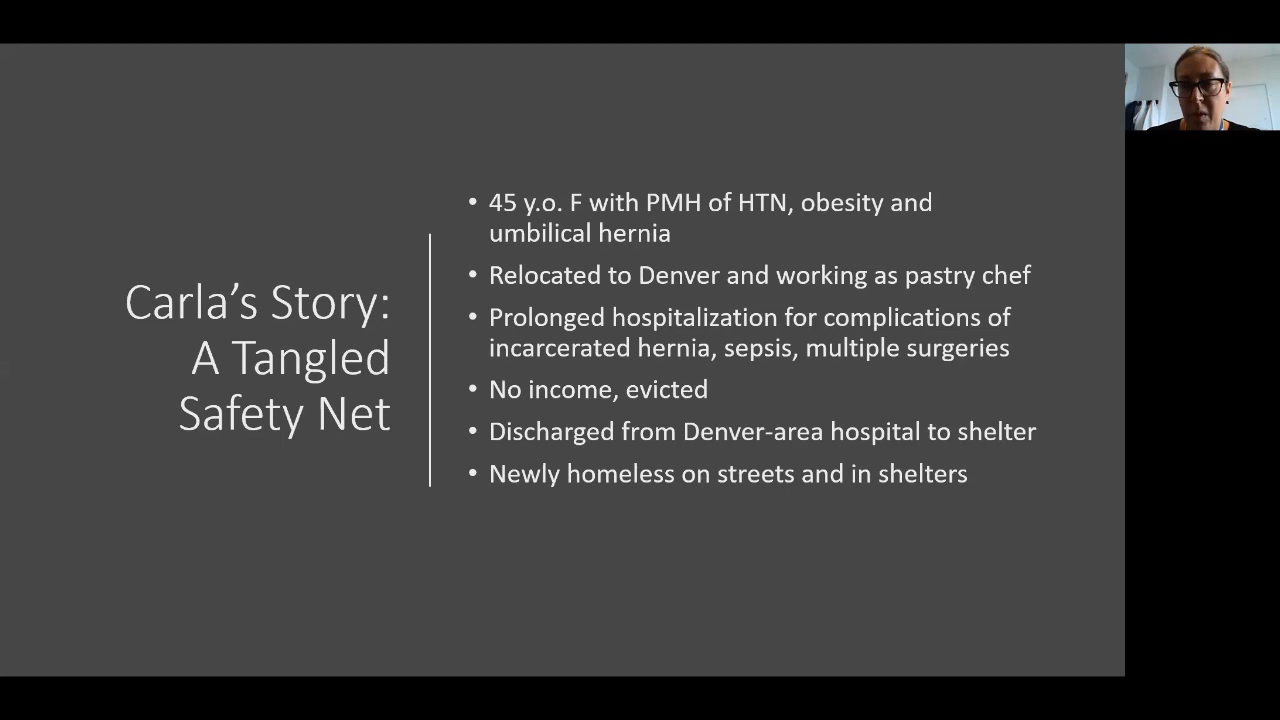 Carla’s Story:
A Tangled
Safety Net
• 45 y.o. F with PMH of HTN, obesity and
umbilical hernia
• Relocated to Denver and working as pastry chef
• Prolonged hospitalization for complications of
incarcerated hernia, sepsis, multiple surgeries
• No income, evicted
• Discharged from Denver-area hospital to shelter
• Newly homeless on streets and in shelters